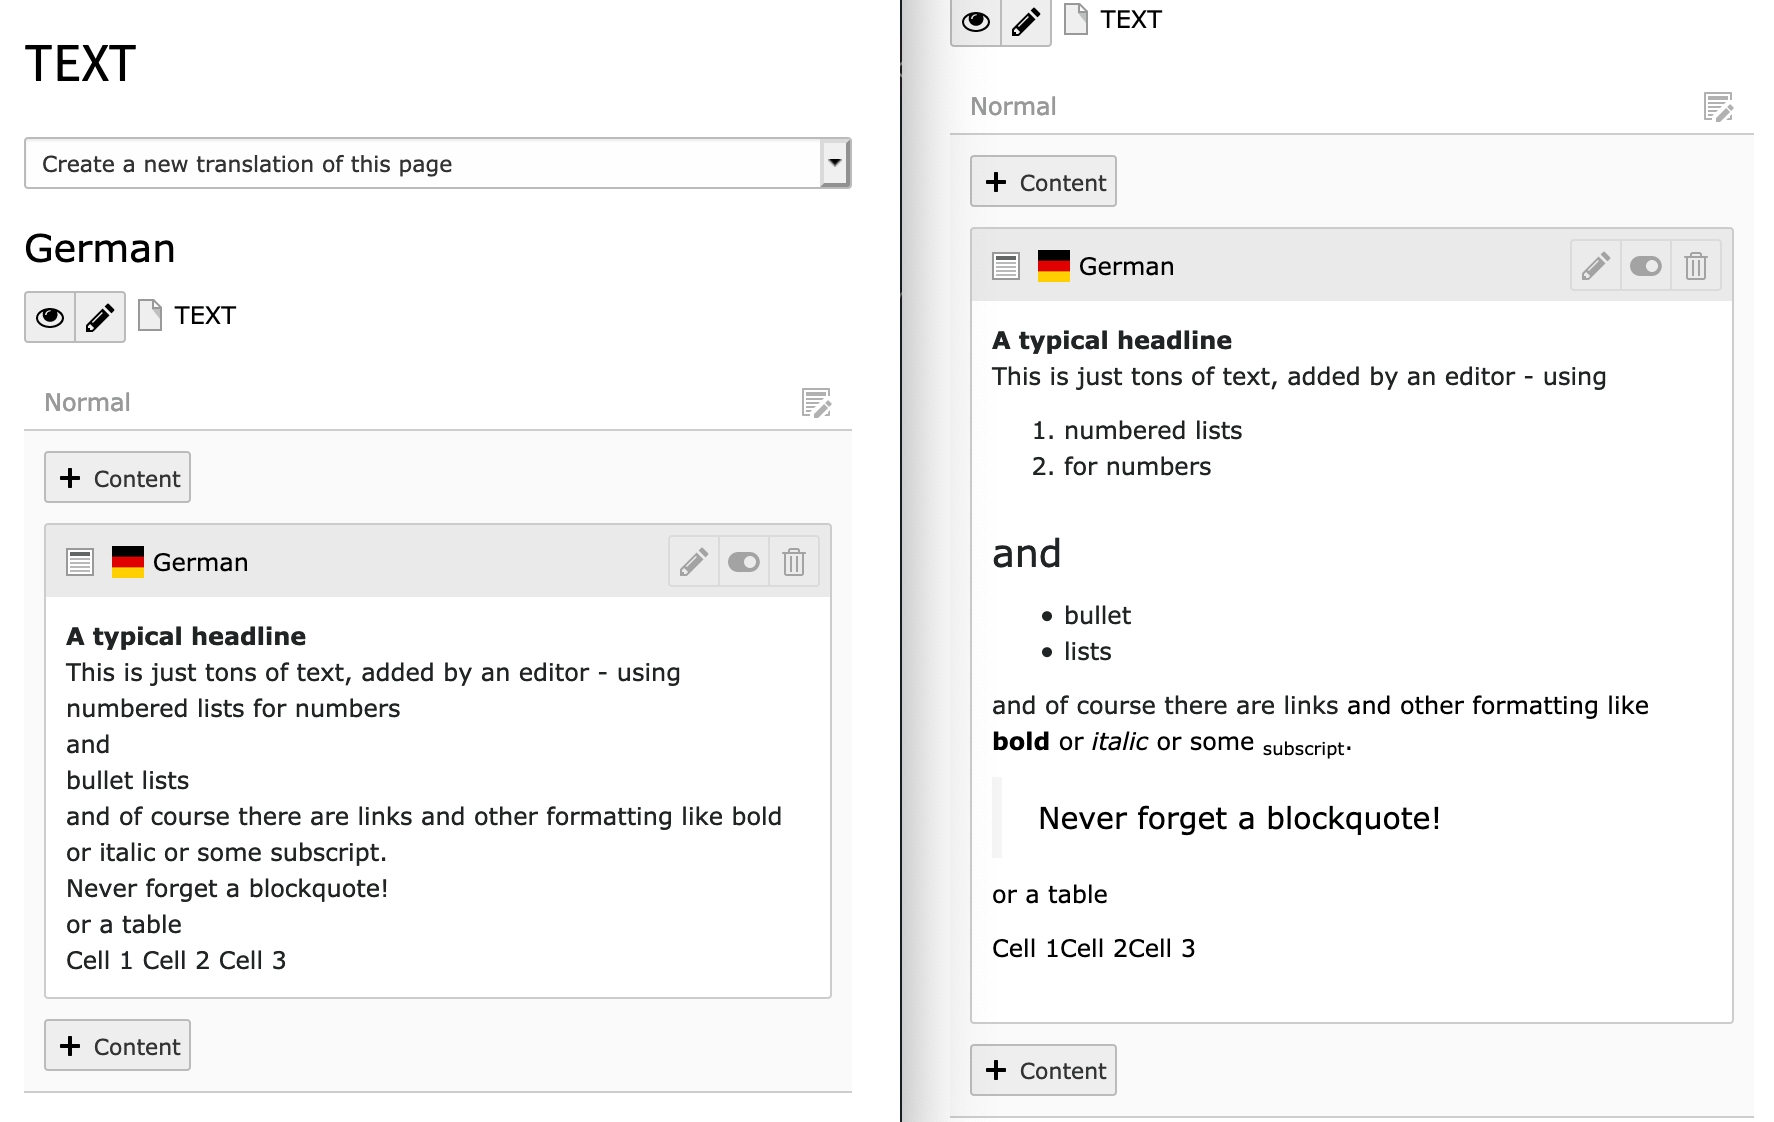 TEXT
Create a new translation of this page
German
TEXT
Normal
Content
German
A typical headline
This is just tons of text, added by an editor - using
numbered lists for numbers
and
bullet lists
and of course there are links and other formatting like bold
or italic or some subscript.
Never forget a blockquote!
or a table
Cell 1 Cell 2 Cell 3
Content
TEXT
Normal
Content
German
A typical headline
This is just tons of text, added by an editor - using
1. numbered lists
2. for numbers
and
• bullet
• lists
and of course there are links and other formatting like
bold or italic or some subscript.
Never forget a blockquote!
or a table
Cell 1Cell 2Cell 3
Content